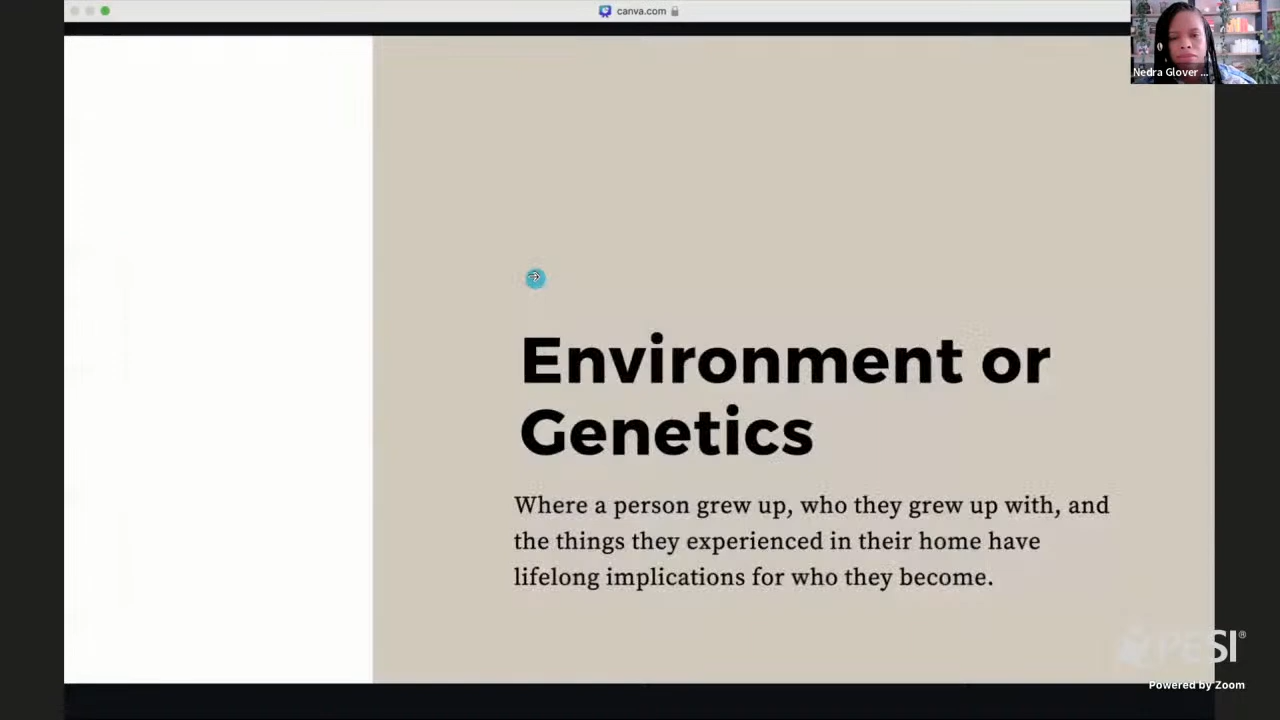 canva.com
Nedra Glover ...
Environment or
Genetics
Where a person grew up, who they grew up with, and
the things they experienced in their home have
lifelong implications for who they become.
PESI®
Powered by Zoom